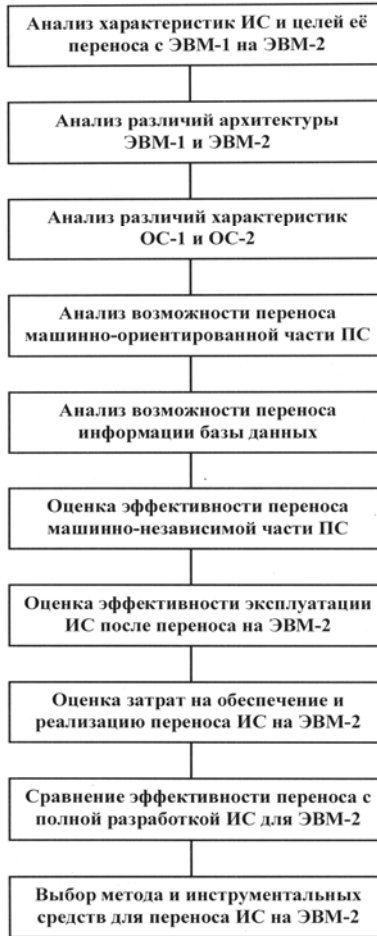 Анализ характеристик ИС и целей её
переноса с ЭВМ-1 на ЭВМ-2
Анализ различий архитектуры
ЭВМ-1 и ЭВМ-2
Анализ различий характеристик
ОС-1 и ОС-2
Анализ возможности переноса
машинно-ориентированной части ПС
Анализ возможности переноса
информации базы данных
Оценка эффективности переноса
машинно-независимой части ПС
Оценка эффективности эксплуатации
ИС после переноса на ЭВМ-2
Оценка затрат на обеспечение и
реализацию переноса ИС на ЭВМ-2
Сравнение эффективности переноса с
полной разработкой ИС для ЭВМ-2
Выбор метода и инструментальных
средств для переноса ИС на ЭВМ-2